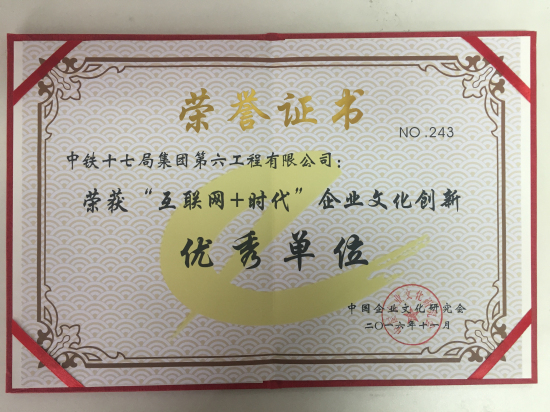 荣誉证书
NO.243
中铁十七局集团第六工程有限公司：
荣获“互联网+时代”企业文化创新
优秀单位
中国企业文化研究会
二〇一六年十一月